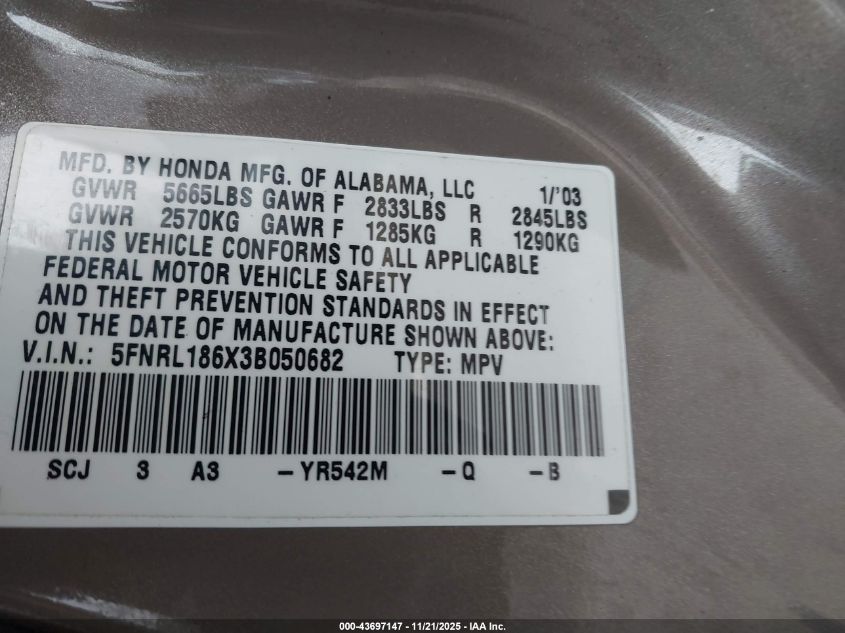 MFD. BY HONDA MFG. OF ALABAMA, LLC 1/'03
GVWR 5665LBS GAWR F 2833LBS R 2845LBS
GVWR 2570KG GAWR F 1285KG R 1290KG
THIS VEHICLE CONFORMS TO ALL APPLICABLE
FEDERAL MOTOR VEHICLE SAFETY
AND THEFT PREVENTION STANDARDS IN EFFECT
ON THE DATE OF MANUFACTURE SHOWN ABOVE:
V.I.N.: 5FNRL186X3B050682 TYPE: MPV
SCJ 3 A3 -YR542M -Q -B
000-43697147 - 11/21/2025 - IAA Inc.